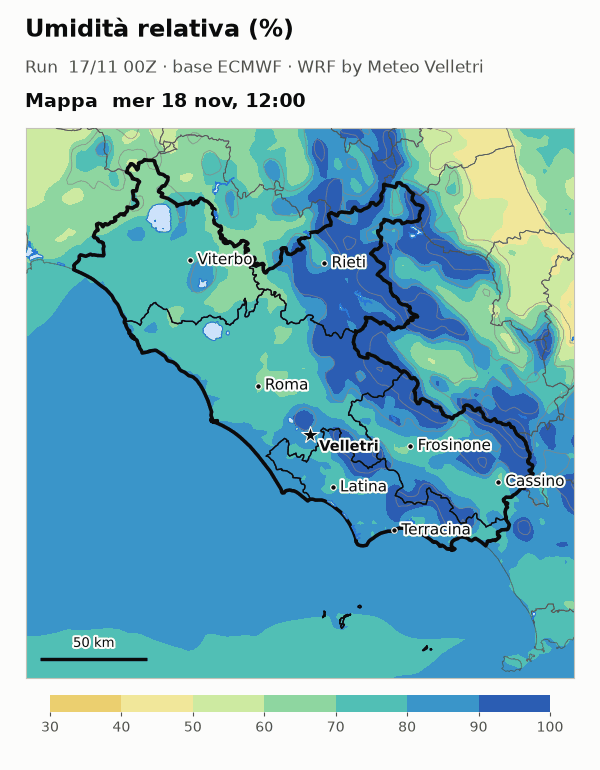 Umidità relativa (%)
Run 17/11 00Z · base ECMWF · WRF by Meteo Velletri
Mappa mer 18 nov, 12:00
Viterbo
Rieti
Roma
Velletri
Frosinone
Latina
Cassino
Terracina
50 km
30 40 50 60 70 80 90 100